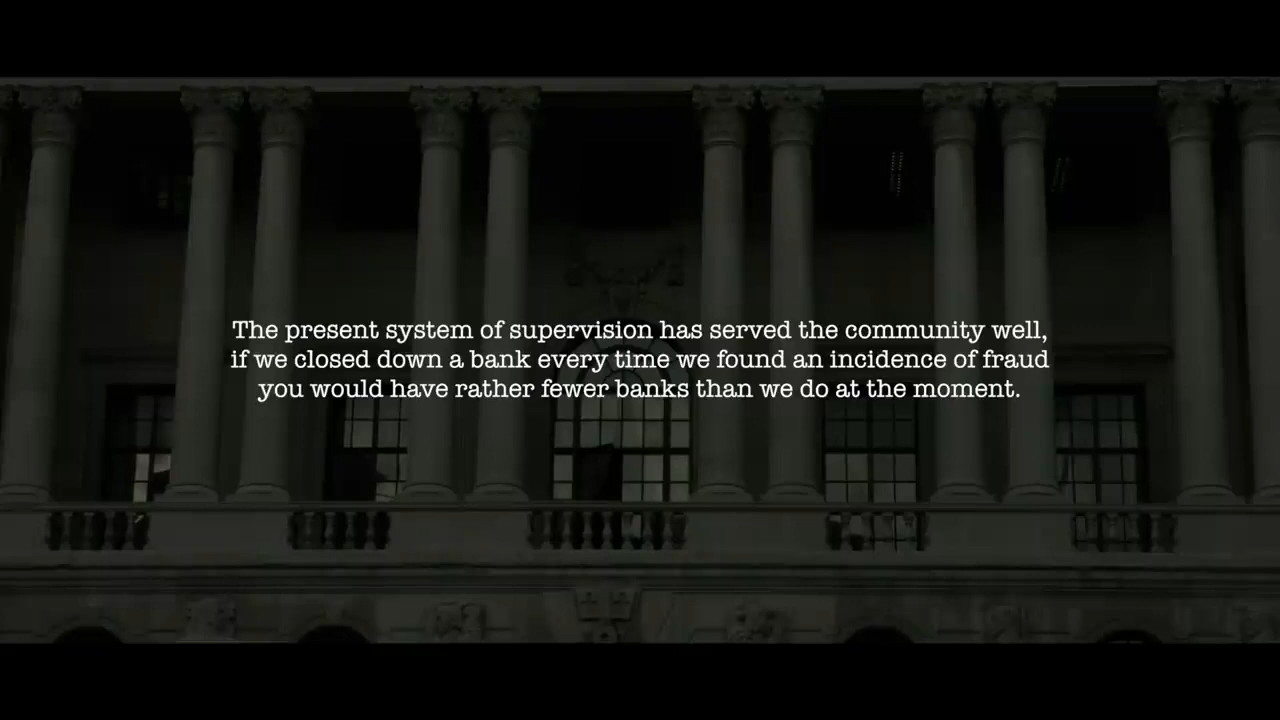 The present system of supervision has served the community well,
if we closed down a bank every time we found an incidence of fraud
you would have rather fewer banks than we do at the moment.